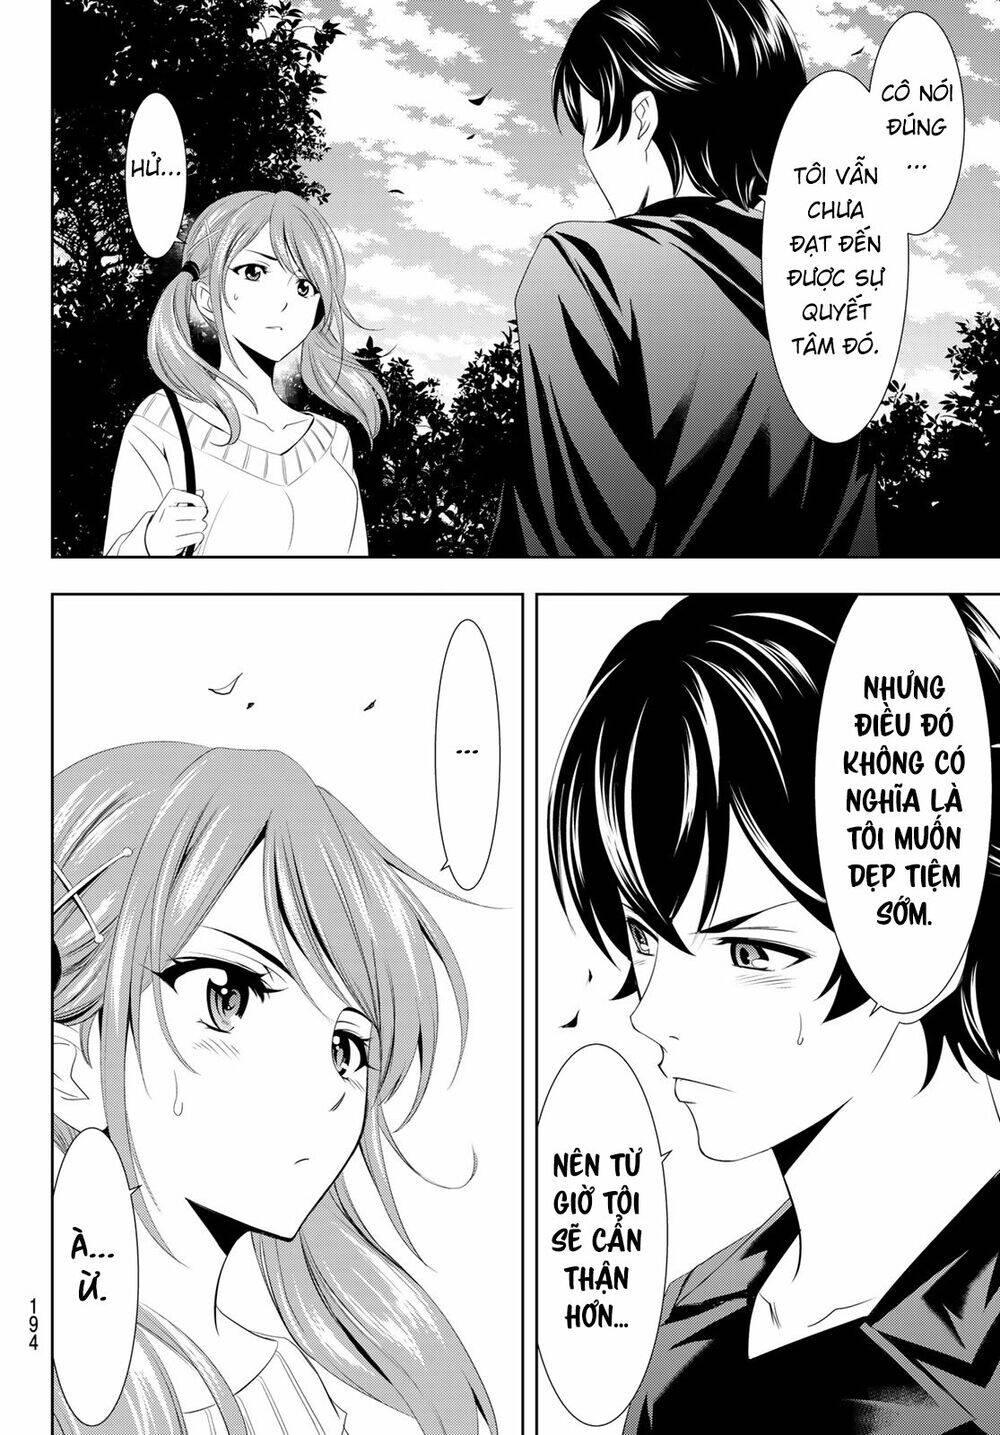 CÔ NÓI
ĐÚNG
...
TÔI VẪN
CHƯA
ĐẠT ĐẾN
ĐƯỢC SỰ
QUYẾT
TÂM ĐÓ.
HỬ...
NHƯNG
ĐIỀU ĐÓ
KHÔNG CÓ
NGHĨA LÀ
TÔI MUỐN
DẸP TIỆM
SỚM.
NÊN TỪ
GIỜ TÔI
SẼ CẨN
THẬN
HƠN...
...
À...
Ừ.
194